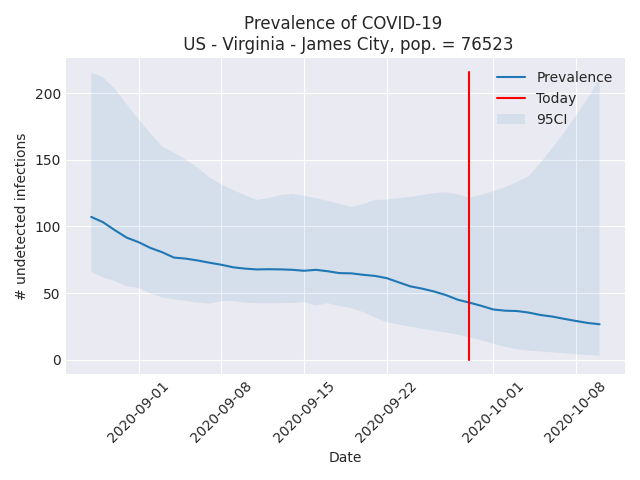 Prevalence of COVID-19
US - Virginia - James City, pop. = 76523
Prevalence
Today
95CI
200
150
100
50
0
# undetected infections
2020-09-01
2020-09-08
2020-09-15
2020-09-22
2020-10-01
2020-10-08
Date